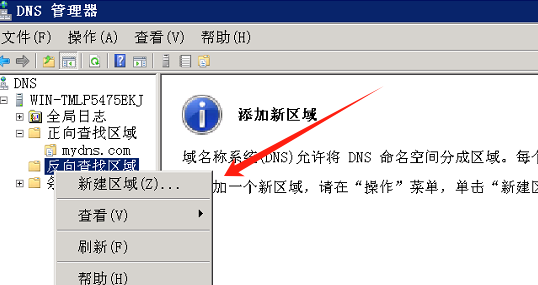 DNS 管理器
文件(F) 操作(A) 查看(V) 帮助(H)
DNS
WIN-TMLP5475EKJ
全局日志
正向查找区域
mydns.com
反向查找区域
新建区域(Z)...
查看(V)
刷新(F)
帮助(H)
添加新区域
域名称系统(DNS)允许将 DNS 命名空间分成区域。每个
加一个新区域，请在“操作”菜单，单击“新建区